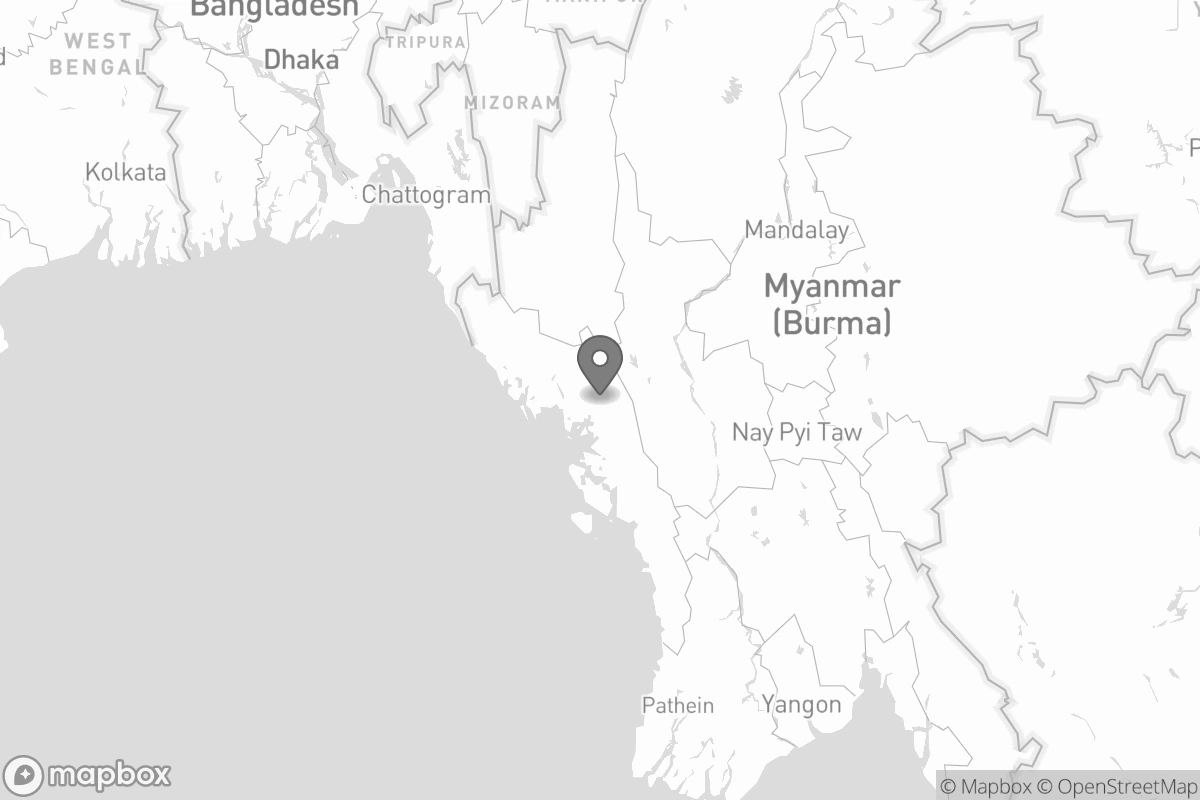 Bangladesh
WEST
BENGAL
Dhaka
TRIPURA
MIZORAM
Kolkata
Chattogram
Mandalay
Myanmar
(Burma)
Nay Pyi Taw
Pathein
Yangon
mapbox
© Mapbox © OpenStreetMap